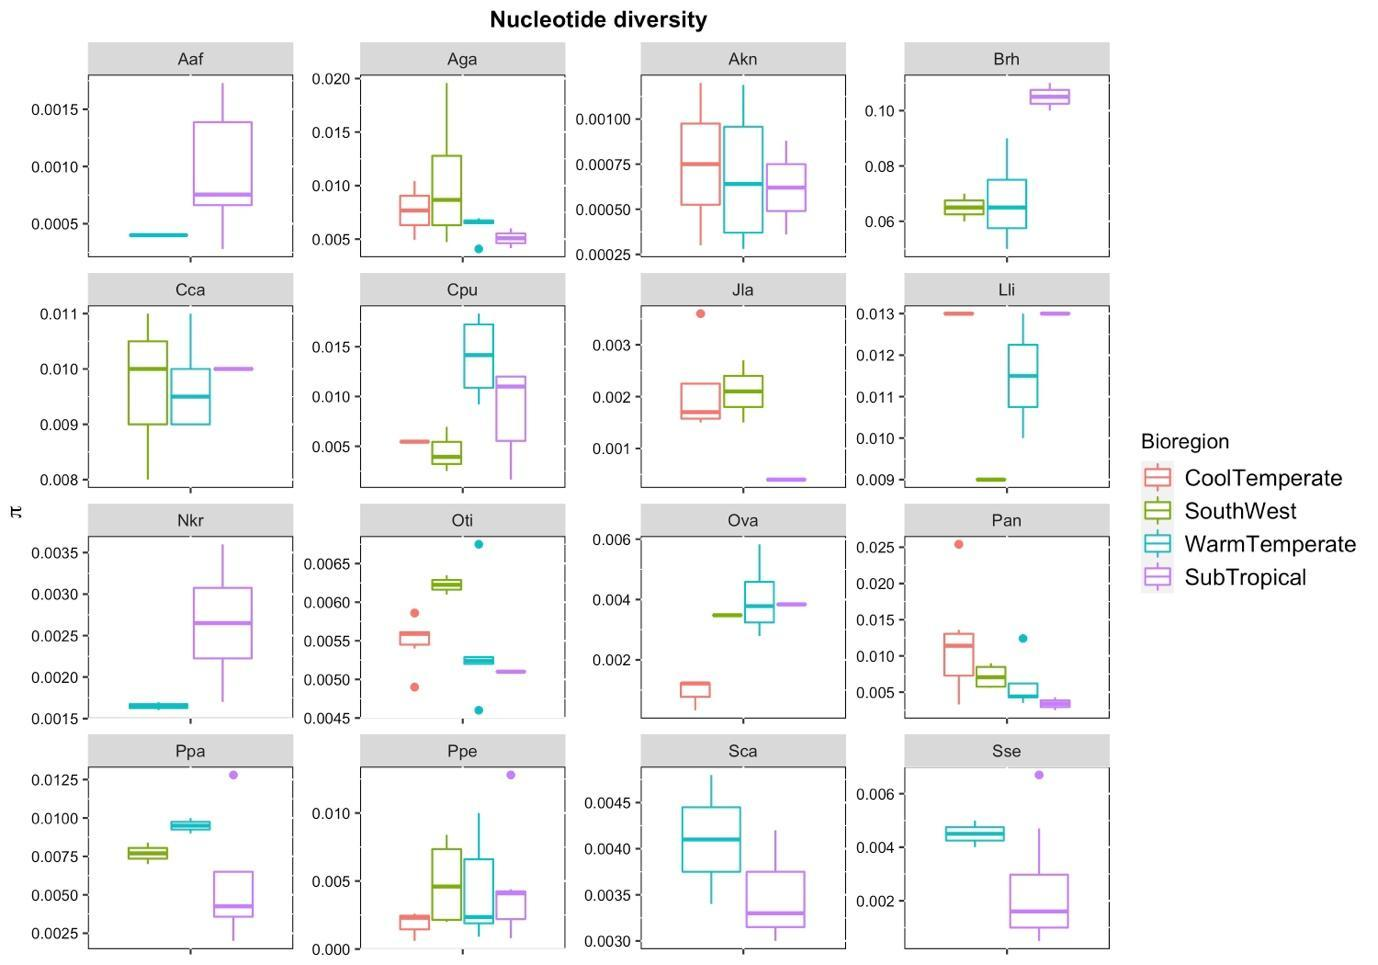 Nucleotide diversity
Aaf
Aga
Akn
Brh
0.0015
0.0010
0.0005
0.020
0.015
0.010
0.005
0.00100
0.00075
0.00050
0.00025
0.10
0.08
0.06
Cca
Cpu
Jla
Lli
0.011
0.010
0.009
0.008
0.015
0.010
0.005
0.003
0.002
0.001
0.013
0.012
0.011
0.010
0.009
π
Nkr
Oti
Ova
Pan
0.0035
0.0030
0.0025
0.0020
0.0015
0.0065
0.0060
0.0055
0.0050
0.0045
0.006
0.004
0.002
0.025
0.020
0.015
0.010
0.005
Ppa
Ppe
Sca
Sse
0.0125
0.0100
0.0075
0.0050
0.0025
0.010
0.005
0.000
0.0045
0.0040
0.0035
0.0030
0.006
0.004
0.002
Bioregion
CoolTemperate
SouthWest
WarmTemperate
SubTropical